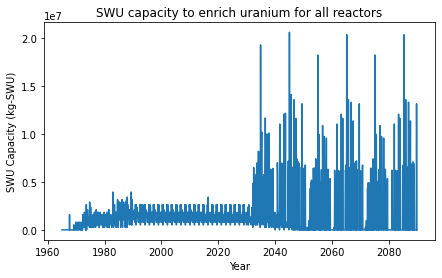 SWU capacity to enrich uranium for all reactors
1e7
2.0
1.5
1.0
0.5
0.0
SWU Capacity (kg-SWU)
1960 1980 2000 2020 2040 2060 2080
Year